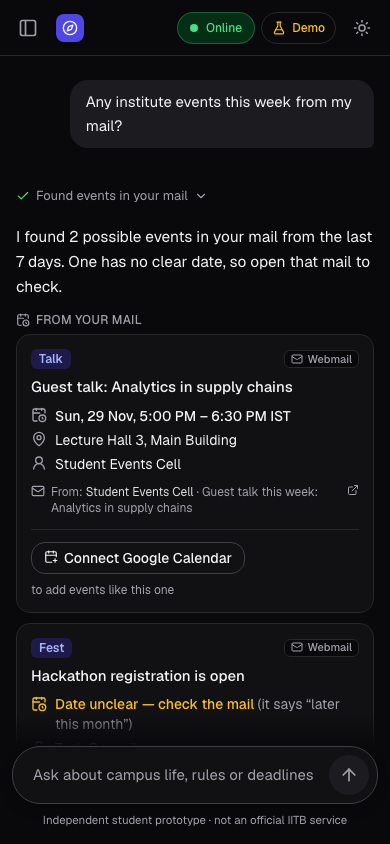 Online
Demo
Any institute events this week from my
mail?
Found events in your mail
I found 2 possible events in your mail from the last
7 days. One has no clear date, so open that mail to
check.
FROM YOUR MAIL
Talk
Webmail
Guest talk: Analytics in supply chains
Sun, 29 Nov, 5:00 PM – 6:30 PM IST
Lecture Hall 3, Main Building
Student Events Cell
From: Student Events Cell · Guest talk this week:
Analytics in supply chains
Connect Google Calendar
to add events like this one
Fest
Webmail
Hackathon registration is open
Date unclear — check the mail (it says “later
this month”)
Ask about campus life, rules or deadlines
Independent student prototype · not an official IITB service